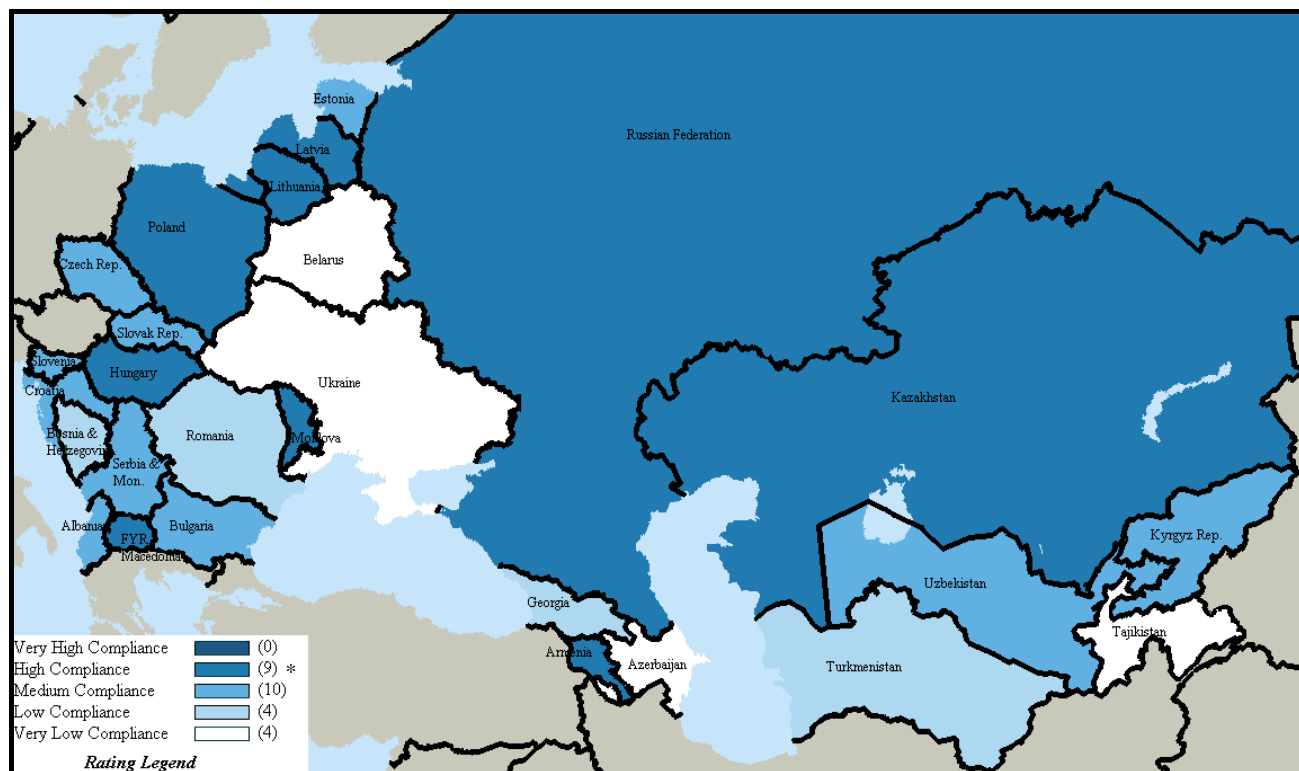 Estonia
Russian Federation
Latvia
Lithuania
Poland
Belarus
Czech Rep.
Slovak Rep.
Slovenia
Hungary
Ukraine
Croatia
Kazakhstan
Bosnia &
Herzegovina
Romania
Moldova
Serbia &
Mon.
Albania
Bulgaria
FYR
Macedonia
Kyrgyz Rep.
Uzbekistan
Georgia
Tajikistan
Armenia
Azerbaijan
Turkmenistan
Very High Compliance (0)
High Compliance (9) *
Medium Compliance (10)
Low Compliance (4)
Very Low Compliance (4)
Rating Legend